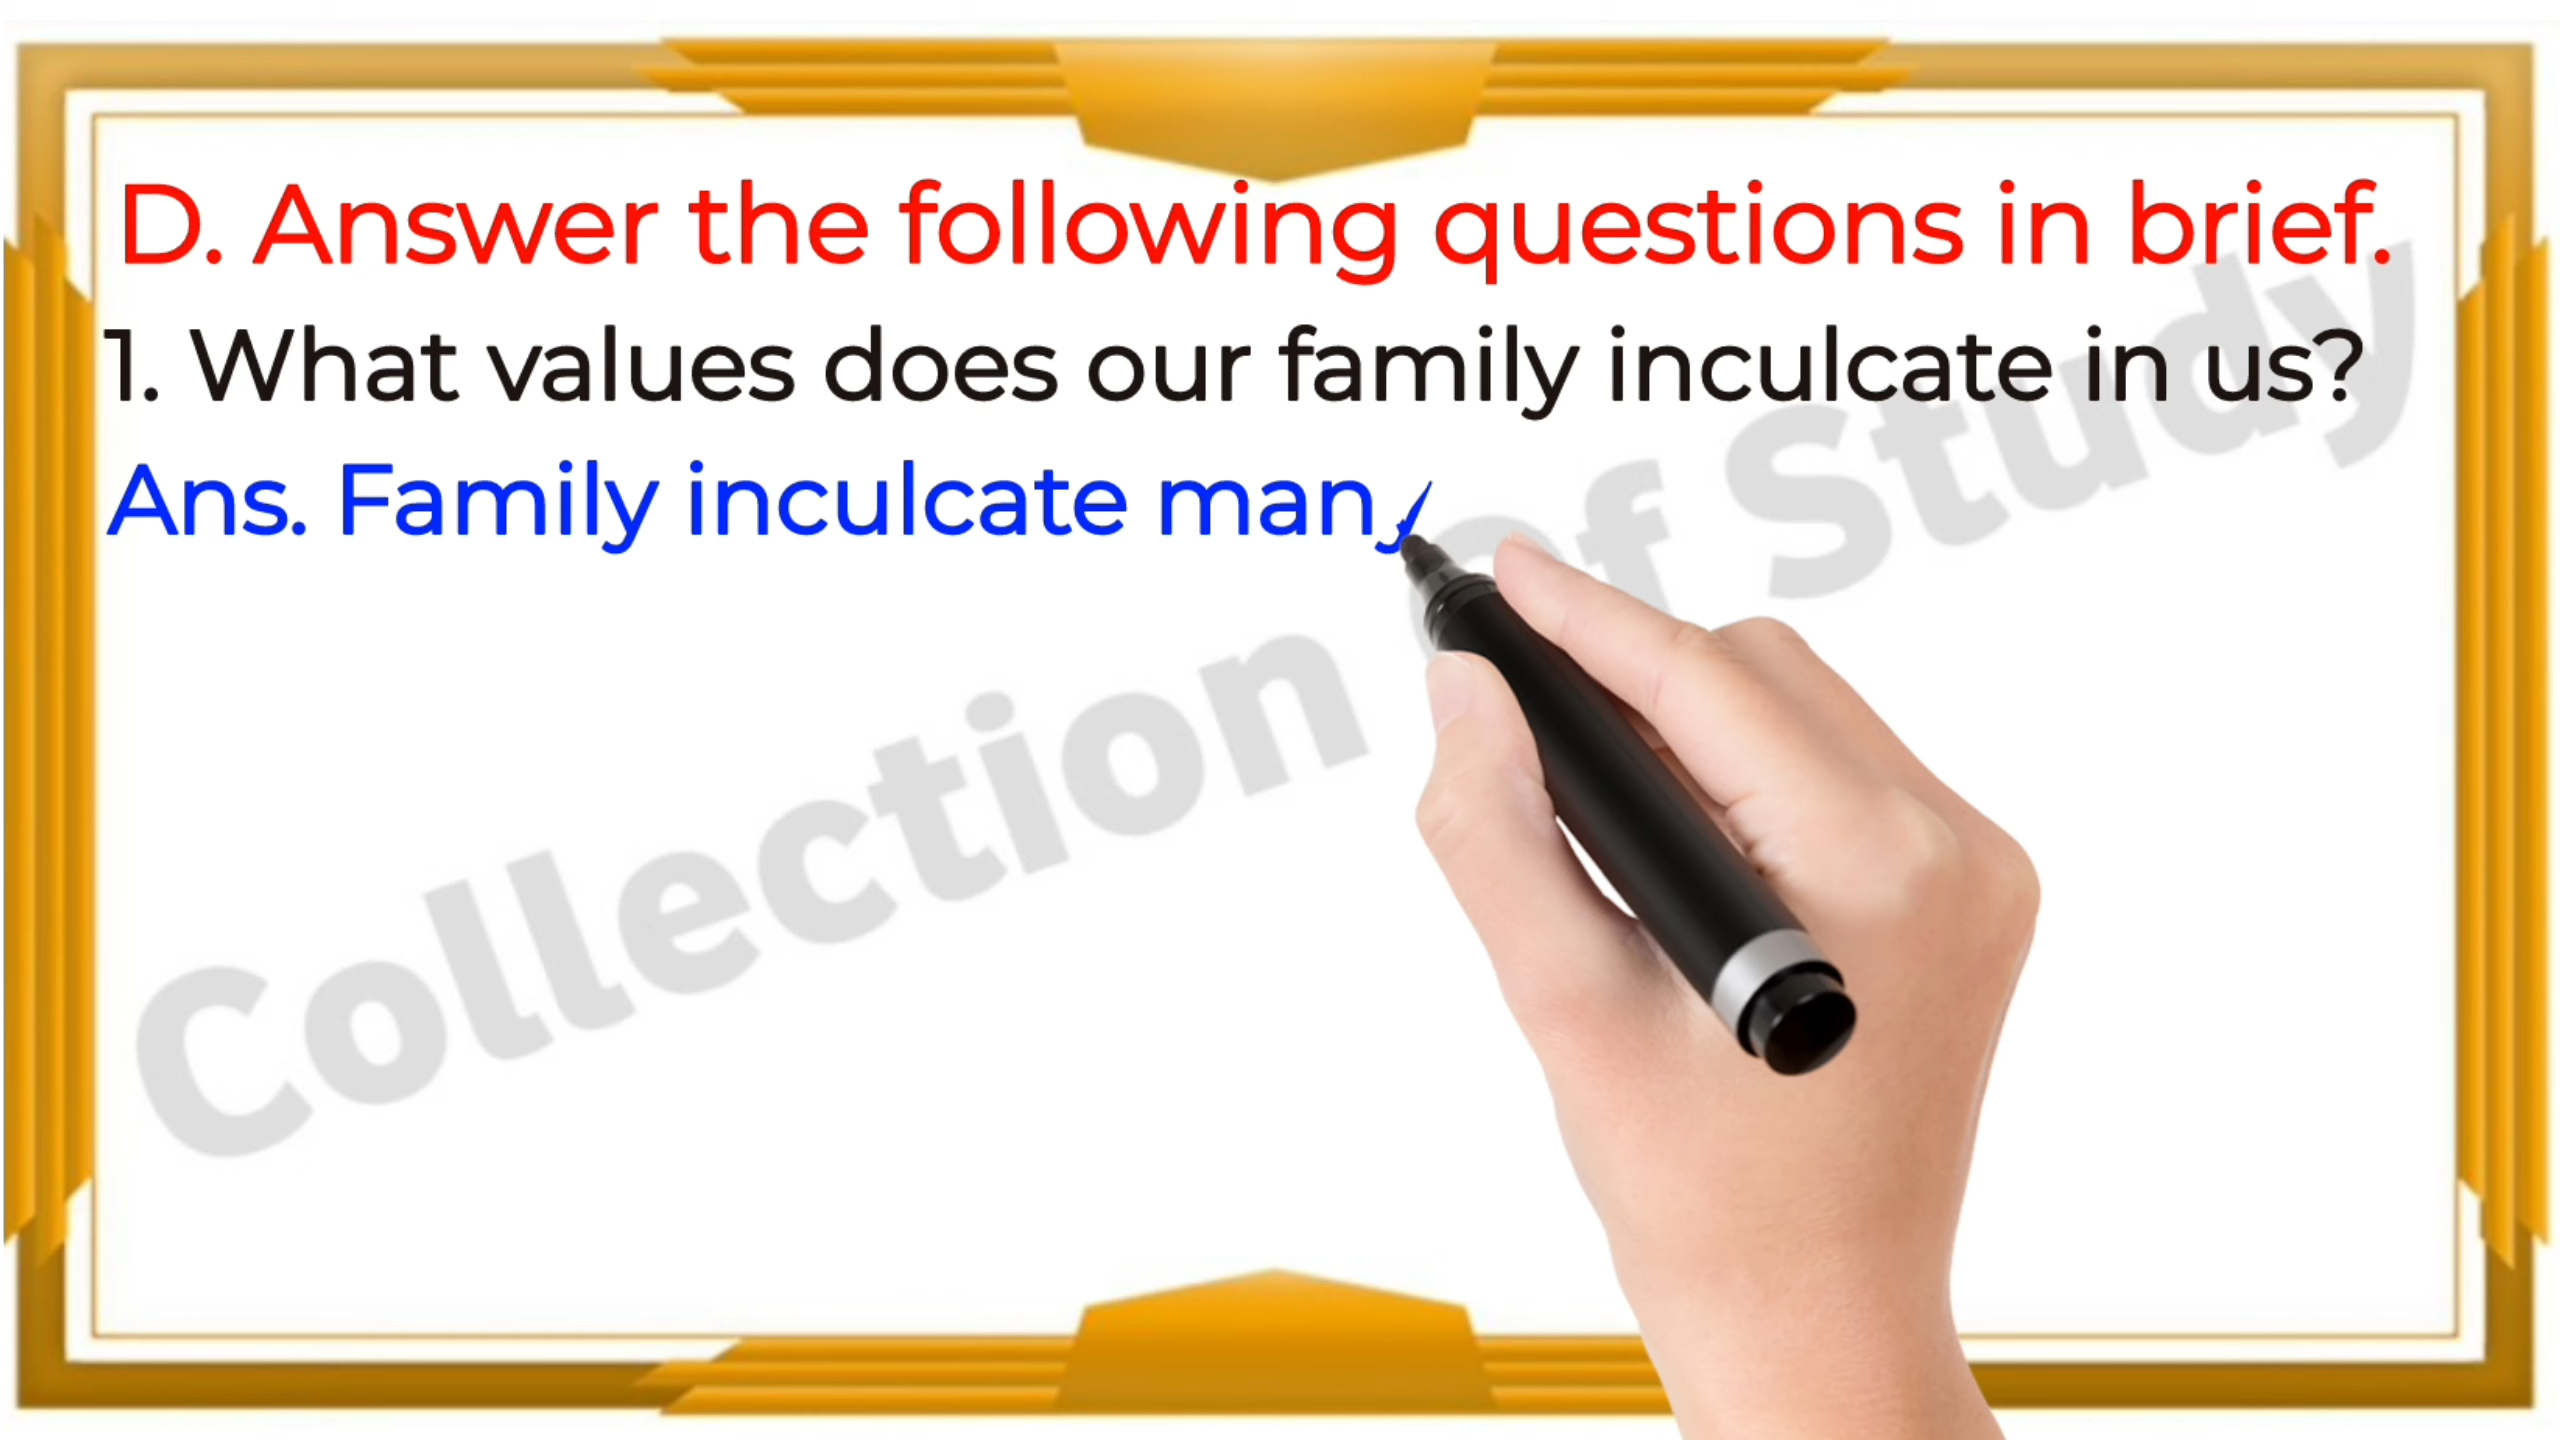 D. Answer the following questions in brief.
1. What values does our family inculcate in us?
Ans. Family inculcate many
Collection Of Study